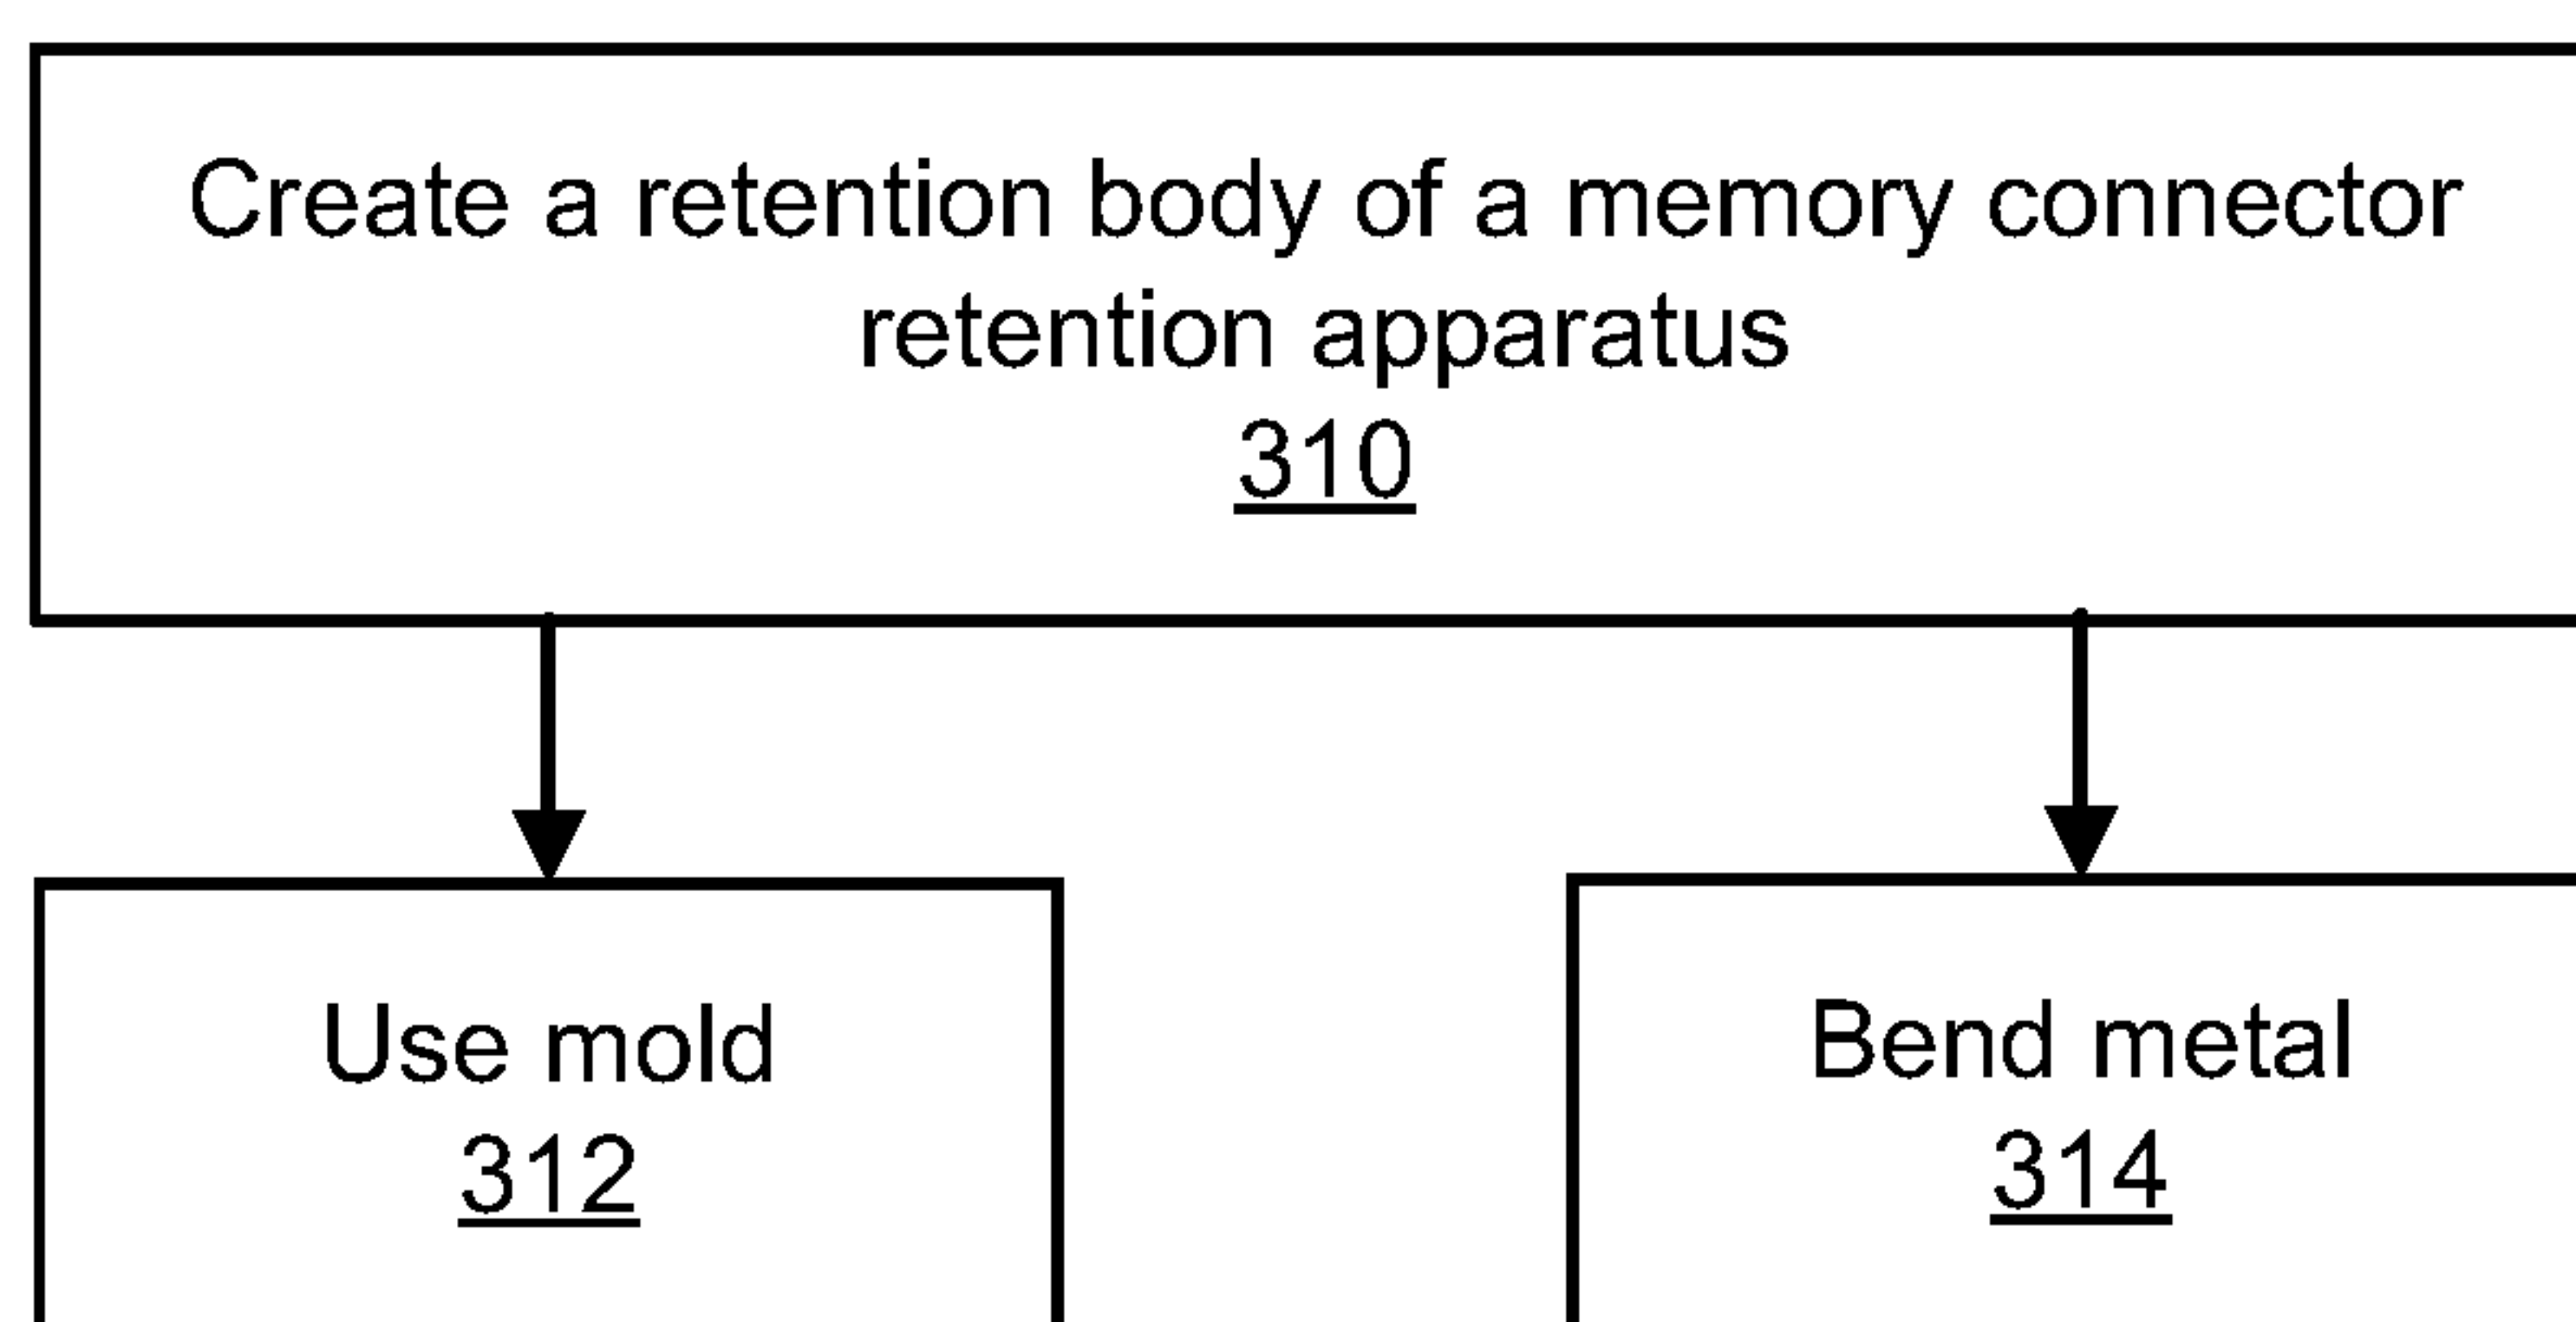 Create a retention body of a memory connector
retention apparatus
310
Use mold
312
Bend metal
314